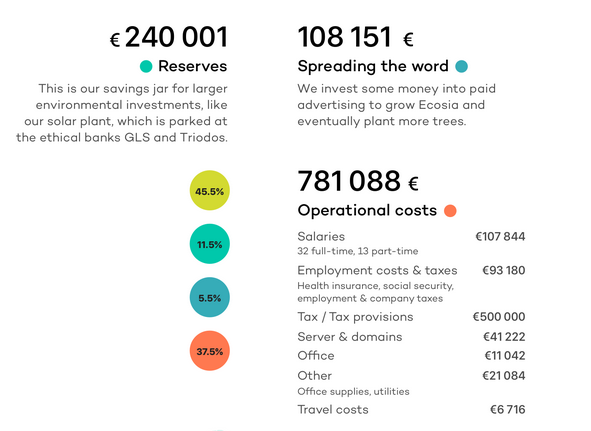 € 240 001
Reserves
This is our savings jar for larger
environmental investments, like
our solar plant, which is parked at
the ethical banks GLS and Triodos.
108 151 €
Spreading the word
We invest some money into paid
advertising to grow Ecosia and
eventually plant more trees.
45.5%
11.5%
5.5%
37.5%
781 088 €
Operational costs
Salaries €107 844
32 full-time, 13 part-time
Employment costs & taxes €93 180
Health insurance, social security,
employment & company taxes
Tax / Tax provisions €500 000
Server & domains €41 222
Office €11 042
Other €21 084
Office supplies, utilities
Travel costs €6 716